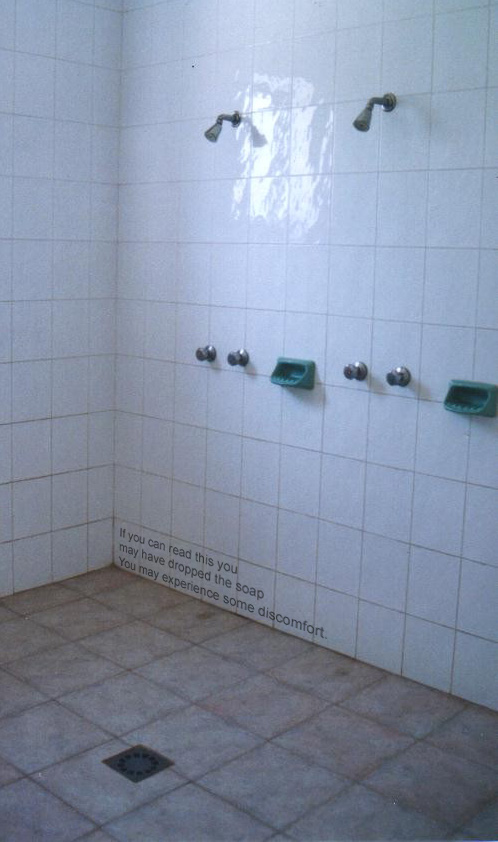 If you can read this you
may have dropped the soap
You may experience some discomfort.